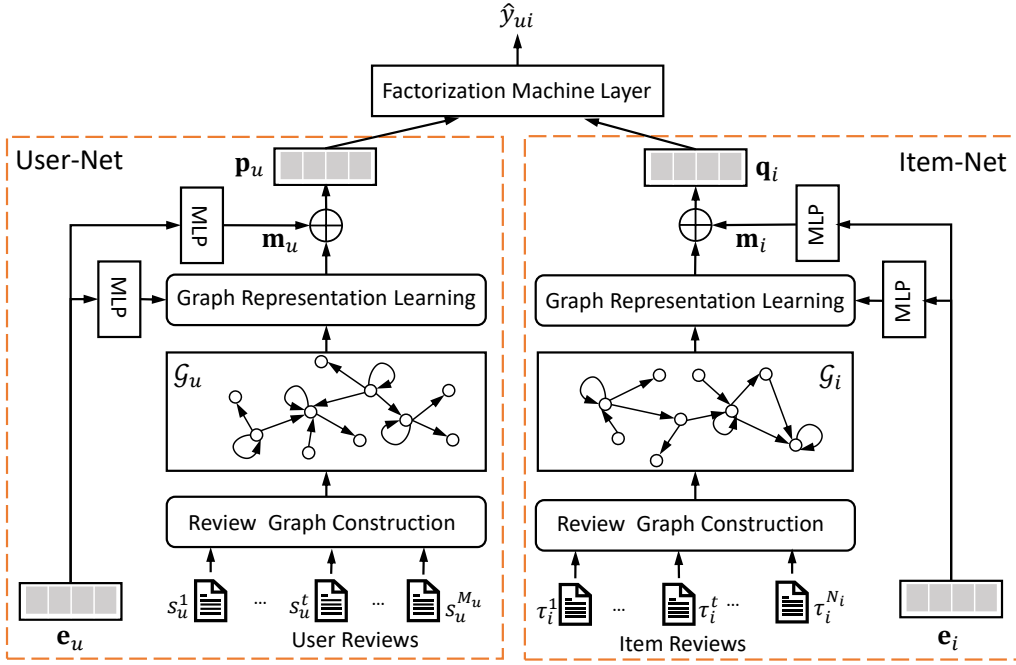 ŷ_{ui}
Factorization Machine Layer
User-Net
p_u
q_i
Item-Net
MLP
m_u
m_i
MLP
MLP
Graph Representation Learning
Graph Representation Learning
MLP
𝒢_u
𝒢_i
Review Graph Construction
Review Graph Construction
s_u^1 ... s_u^t ... s_u^{M_u}
τ_i^1 ... τ_i^t ... τ_i^{N_i}
e_u
User Reviews
Item Reviews
e_i